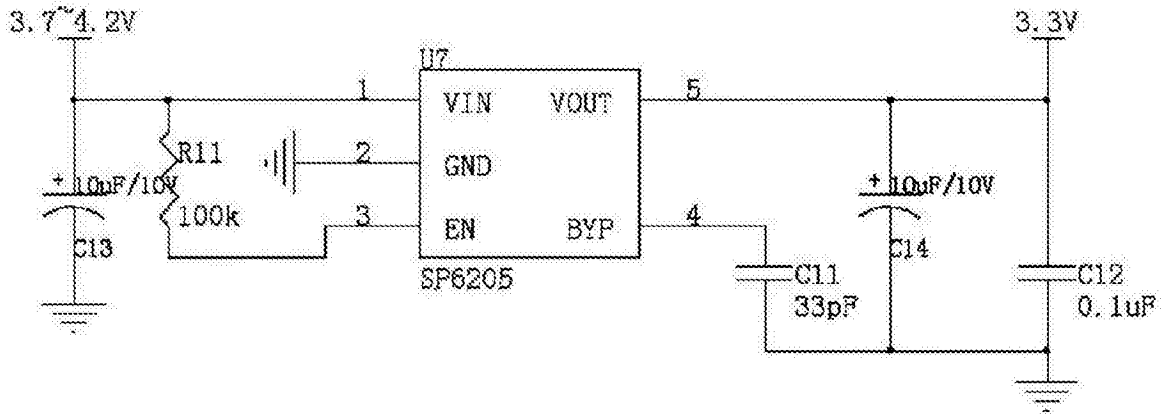 3.7~4.2V
3.3V
U7
1
VIN
VOUT
5
R11
2
GND
+ 10uF/10V
100k
3
EN
BYP
4
+ 10uF/10V
C13
C14
SP6205
C11
33pF
C12
0.1uF